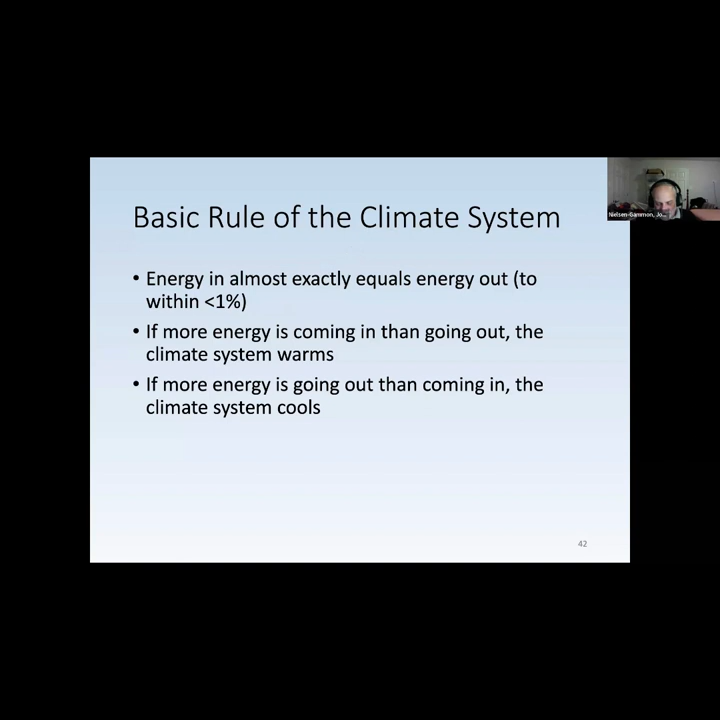 Basic Rule of the Climate System
• Energy in almost exactly equals energy out (to
within <1%)
• If more energy is coming in than going out, the
climate system warms
• If more energy is going out than coming in, the
climate system cools
42
Nielsen-Gammon, Jo...